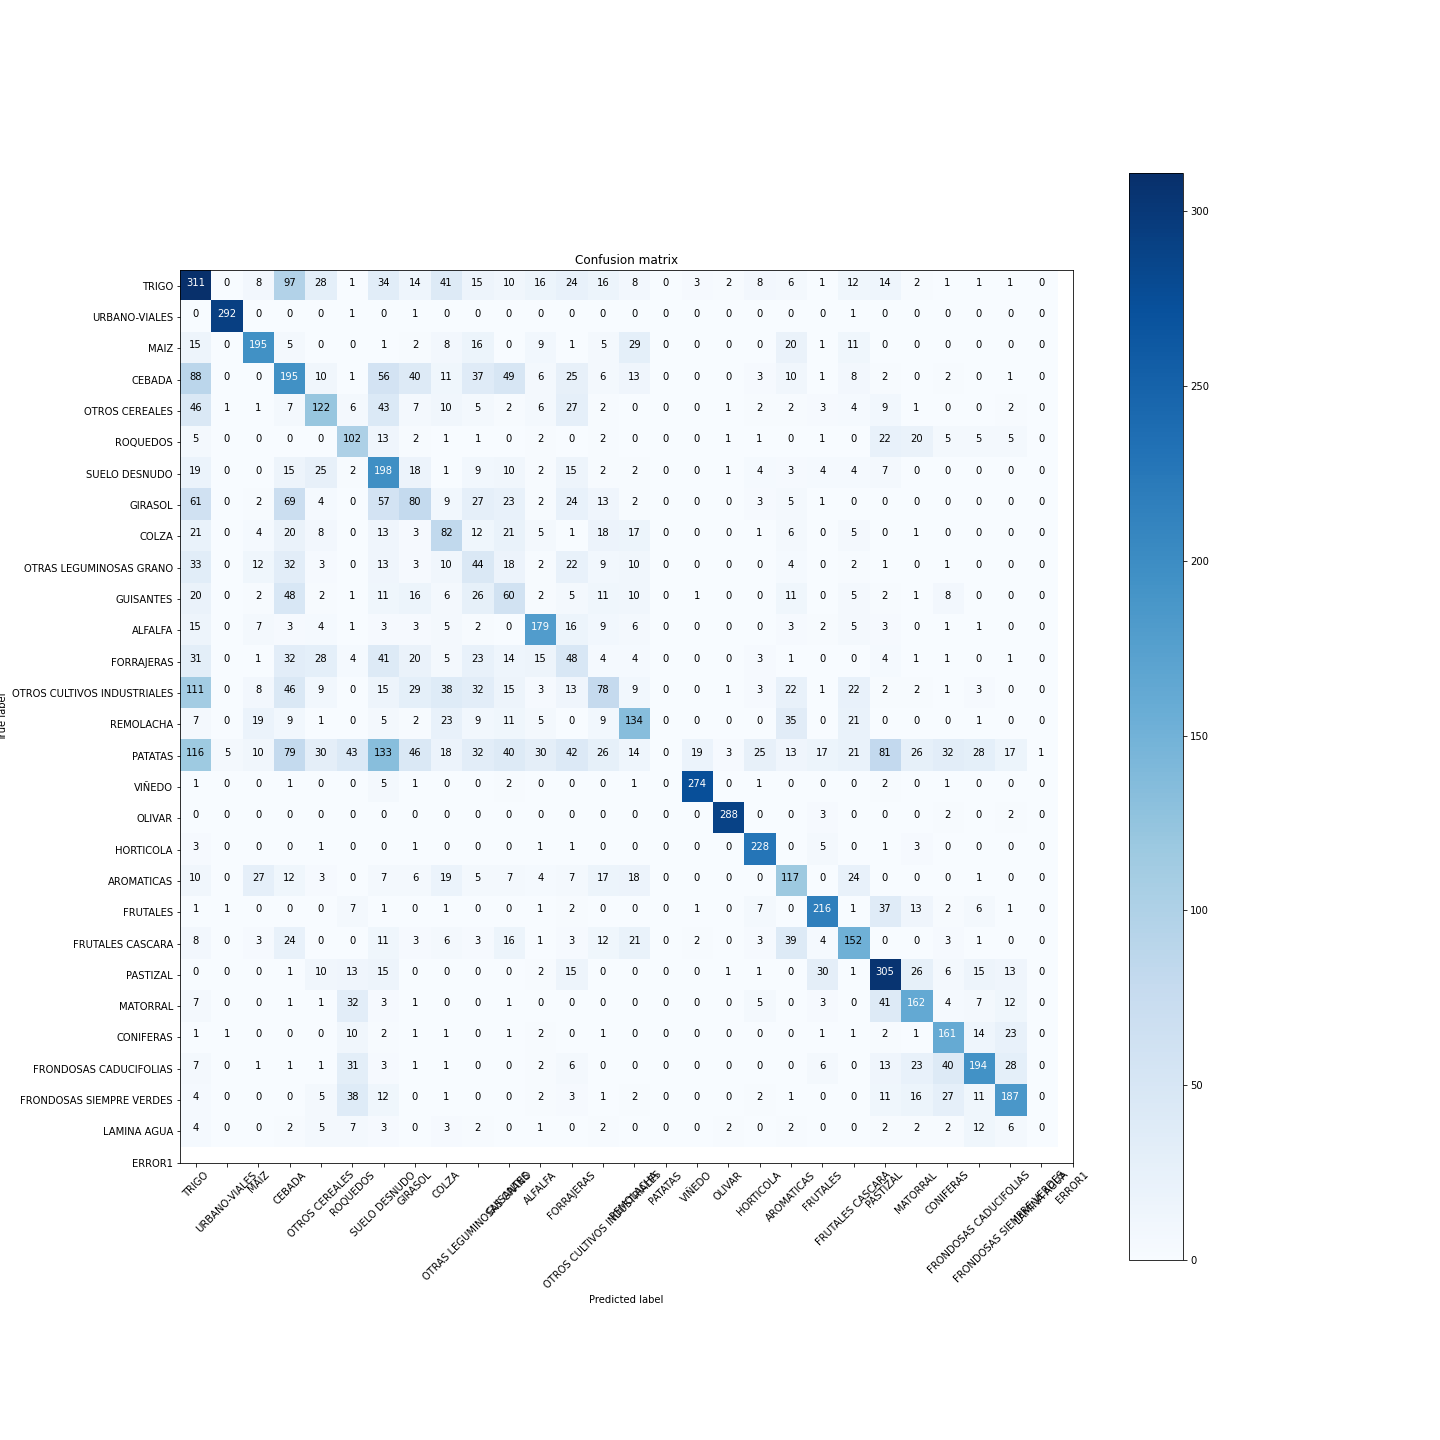 Confusion matrix
TRIGO 311 0 8 97 28 1 34 14 41 15 10 16 24 16 8 0 3 2 8 6 1 12 14 2 1 1 1 0
URBANO-VIALES 0 292 0 0 0 1 0 1 0 0 0 0 0 0 0 0 0 0 0 0 0 1 0 0 0 0 0 0
MAIZ 15 0 195 5 0 0 1 2 8 16 0 9 1 5 29 0 0 0 0 20 1 11 0 0 0 0 0 0
CEBADA 88 0 0 195 10 1 56 40 11 37 49 6 25 6 13 0 0 0 3 10 1 8 2 0 2 0 1 0
OTROS CEREALES 46 1 1 7 122 6 43 7 10 5 2 6 27 2 0 0 0 1 2 2 3 4 9 1 0 0 2 0
ROQUEDOS 5 0 0 0 0 102 13 2 1 1 0 2 0 2 0 0 0 1 1 0 1 0 22 20 5 5 5 0
SUELO DESNUDO 19 0 0 15 25 2 198 18 1 9 10 2 15 2 2 0 0 1 4 3 4 4 7 0 0 0 0 0
GIRASOL 61 0 2 69 4 0 57 80 9 27 23 2 24 13 2 0 0 0 3 5 1 0 0 0 0 0 0 0
COLZA 21 0 4 20 8 0 13 3 82 12 21 5 1 18 17 0 0 0 1 6 0 5 0 1 0 0 0 0
OTRAS LEGUMINOSAS GRANO 33 0 12 32 3 0 13 3 10 44 18 2 22 9 10 0 0 0 0 4 0 2 1 0 1 0 0 0
GUISANTES 20 0 2 48 2 1 11 16 6 26 60 2 5 11 10 0 1 0 0 11 0 5 2 1 8 0 0 0
ALFALFA 15 0 7 3 4 1 3 3 5 2 0 179 16 9 6 0 0 0 0 3 2 5 3 0 1 1 0 0
FORRAJERAS 31 0 1 32 28 4 41 20 5 23 14 15 48 4 4 0 0 0 3 1 0 0 4 1 1 0 1 0
OTROS CULTIVOS INDUSTRIALES 111 0 8 46 9 0 15 29 38 32 15 3 13 78 9 0 0 1 3 22 1 22 2 2 1 3 0 0
REMOLACHA 7 0 19 9 1 0 5 2 23 9 11 5 0 9 134 0 0 0 0 35 0 21 0 0 0 1 0 0
True label
PATATAS 116 5 10 79 30 43 133 46 18 32 40 30 42 26 14 0 19 3 25 13 17 21 81 26 32 28 17 1
VIÑEDO 1 0 0 1 0 0 5 1 0 0 2 0 0 0 1 0 274 0 1 0 0 0 2 0 1 0 0 0
OLIVAR 0 0 0 0 0 0 0 0 0 0 0 0 0 0 0 0 0 288 0 0 3 0 0 0 2 0 2 0
HORTICOLA 3 0 0 0 1 0 0 1 0 0 0 1 1 0 0 0 0 0 228 0 5 0 1 3 0 0 0 0
AROMATICAS 10 0 27 12 3 0 7 6 19 5 7 4 7 17 18 0 0 0 0 117 0 24 0 0 0 1 0 0
FRUTALES 1 1 0 0 0 7 1 0 1 0 0 1 2 0 0 0 1 0 7 0 216 1 37 13 2 6 1 0
FRUTALES CASCARA 8 0 3 24 0 0 11 3 6 3 16 1 3 12 21 0 2 0 3 39 4 152 0 0 3 1 0 0
PASTIZAL 0 0 0 1 10 13 15 0 0 0 0 2 15 0 0 0 0 1 1 0 30 1 305 26 6 15 13 0
MATORRAL 7 0 0 1 1 32 3 1 0 0 1 0 0 0 0 0 0 0 5 0 3 0 41 162 4 7 12 0
CONIFERAS 1 1 0 0 0 10 2 1 1 0 1 2 0 1 0 0 0 0 0 0 1 1 2 1 161 14 23 0
FRONDOSAS CADUCIFOLIAS 7 0 1 1 1 31 3 1 1 0 0 2 6 0 0 0 0 0 0 0 6 0 13 23 40 194 28 0
FRONDOSAS SIEMPRE VERDES 4 0 0 0 5 38 12 0 1 0 0 2 3 1 2 0 0 0 2 1 0 0 11 16 27 11 187 0
LAMINA AGUA 4 0 0 2 5 7 3 0 3 2 0 1 0 2 0 0 0 2 0 2 0 0 2 2 2 12 6 0
ERROR1
TRIGO
URBANO-VIALES
MAIZ
CEBADA
OTROS CEREALES
ROQUEDOS
SUELO DESNUDO
GIRASOL
COLZA
OTRAS LEGUMINOSAS GRANO
GUISANTES
ALFALFA
FORRAJERAS
OTROS CULTIVOS INDUSTRIALES
REMOLACHA
PATATAS
VIÑEDO
OLIVAR
HORTICOLA
AROMATICAS
FRUTALES
FRUTALES CASCARA
PASTIZAL
MATORRAL
CONIFERAS
FRONDOSAS CADUCIFOLIAS
FRONDOSAS SIEMPRE VERDES
LAMINA AGUA
ERROR1
Predicted label
300
250
200
150
100
50
0